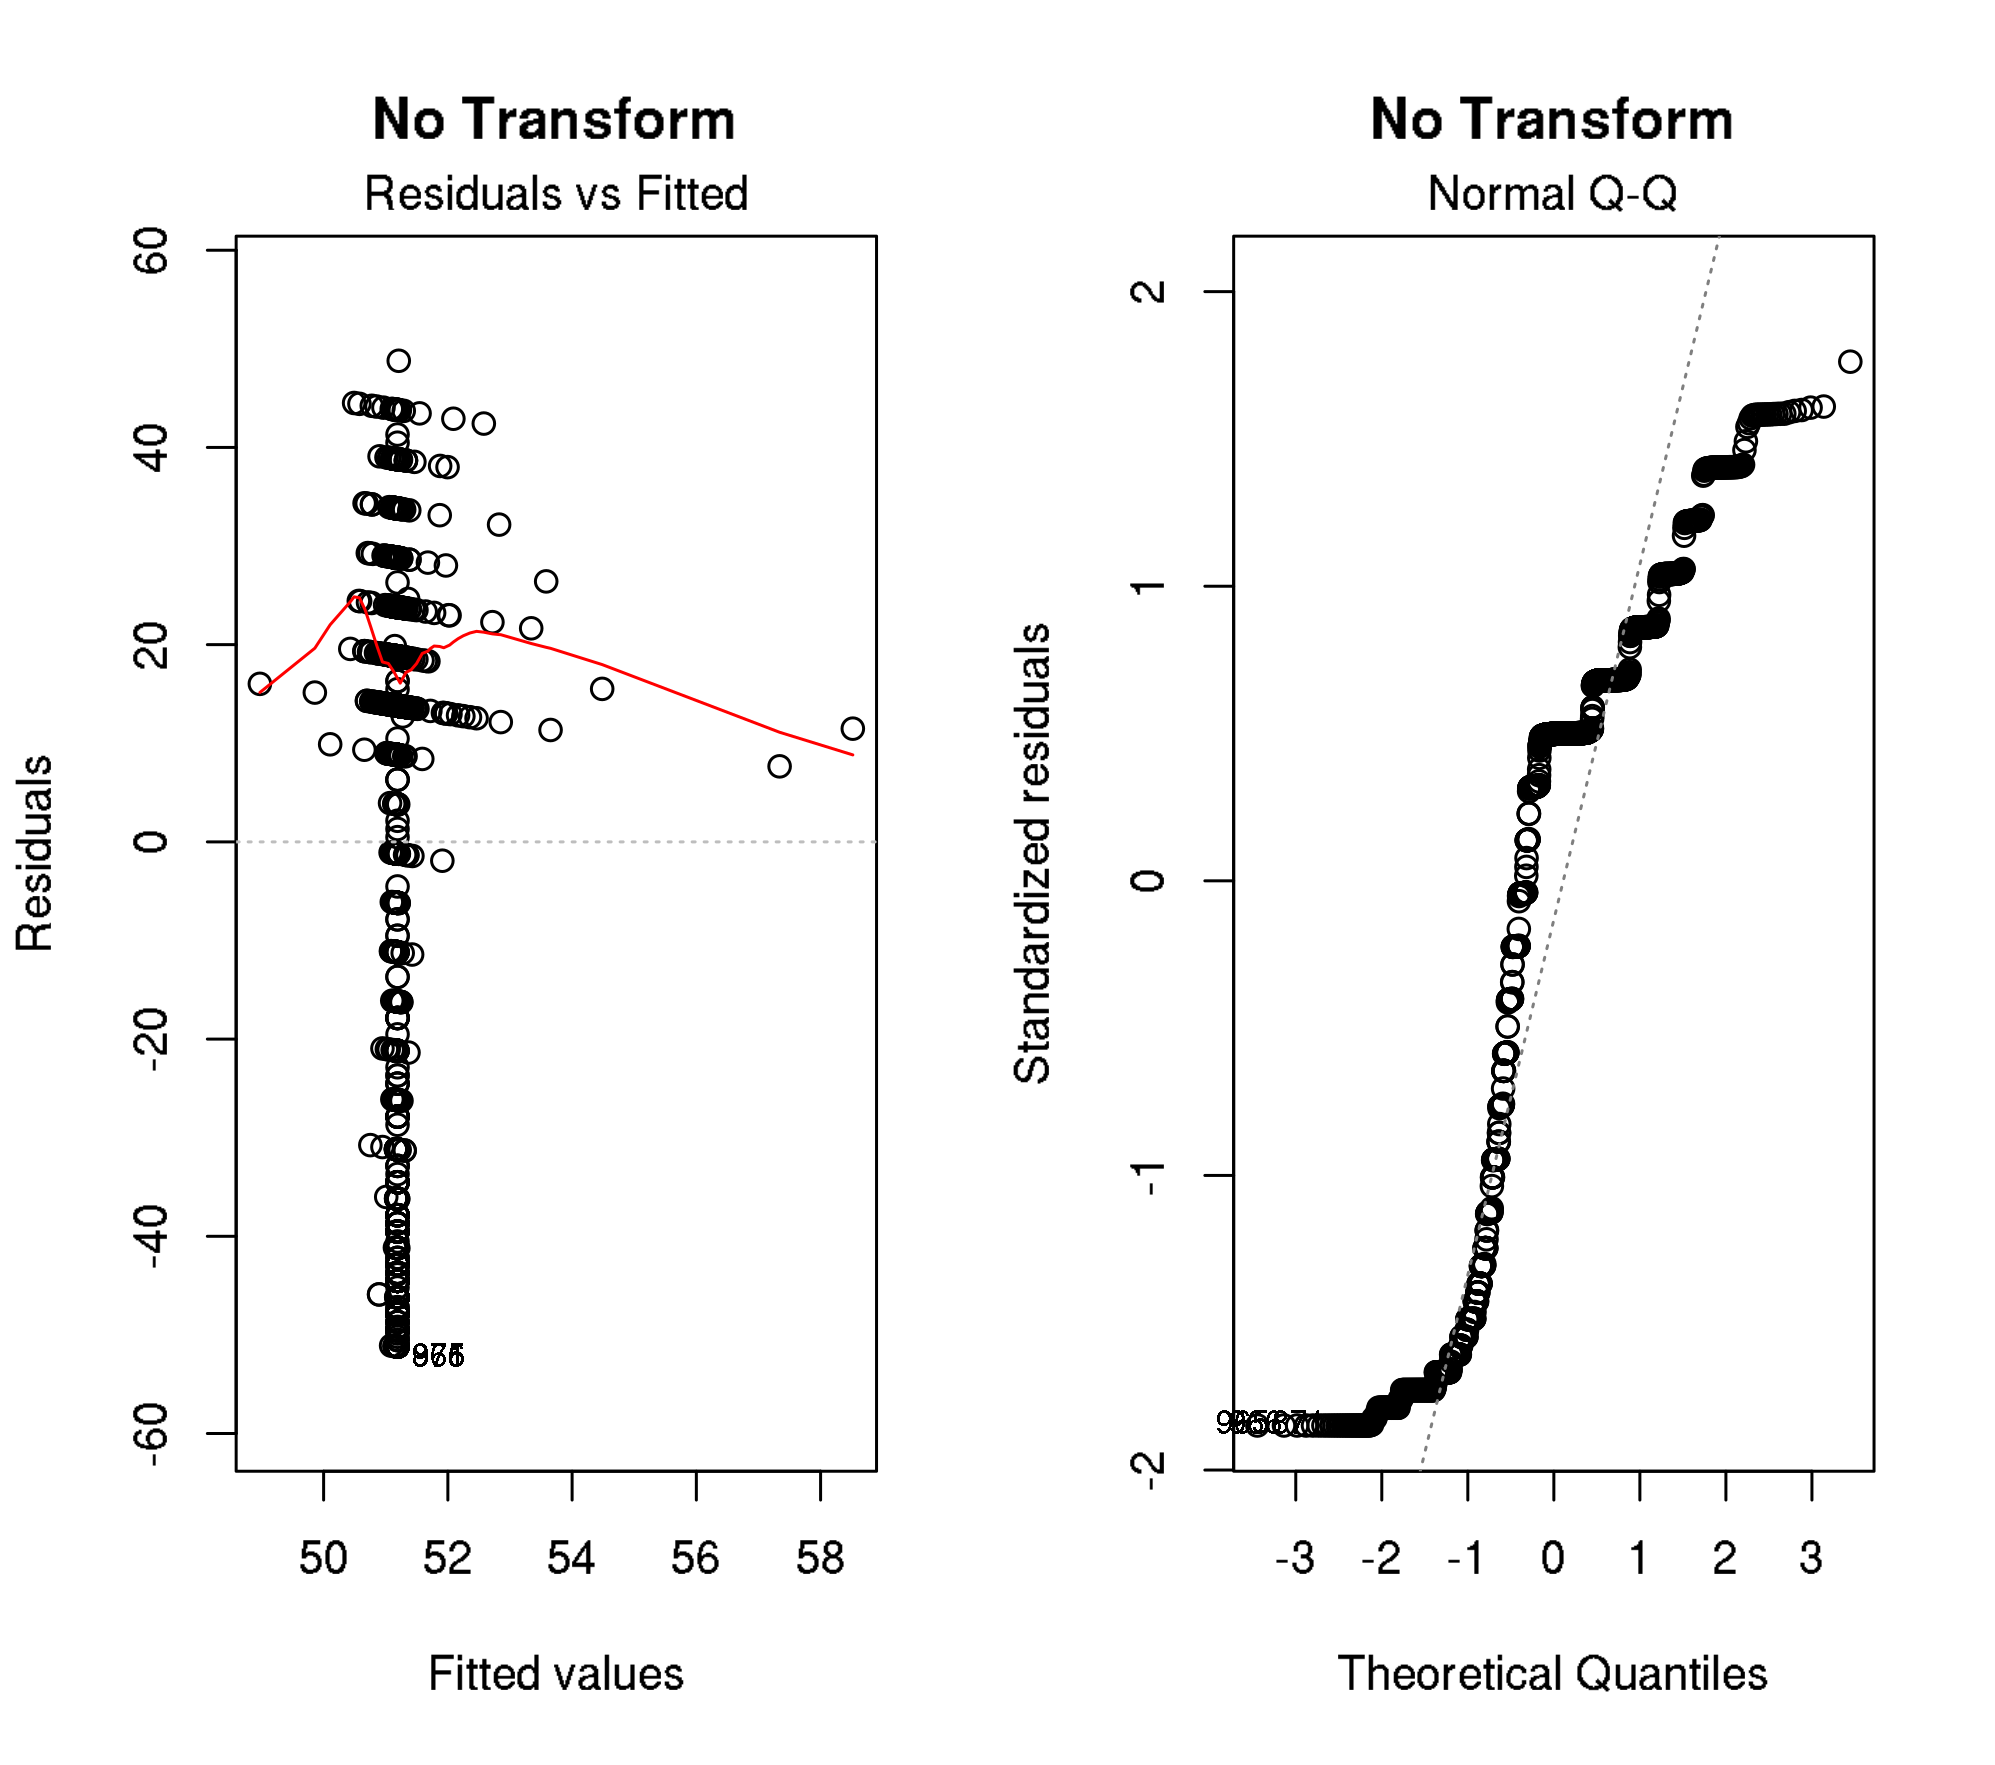 No Transform
Residuals vs Fitted
60
40
20
0
-20
-40
-60
Residuals
50 52 54 56 58
Fitted values
No Transform
Normal Q-Q
2
1
0
-1
-2
Standardized residuals
-3 -2 -1 0 1 2 3
Theoretical Quantiles